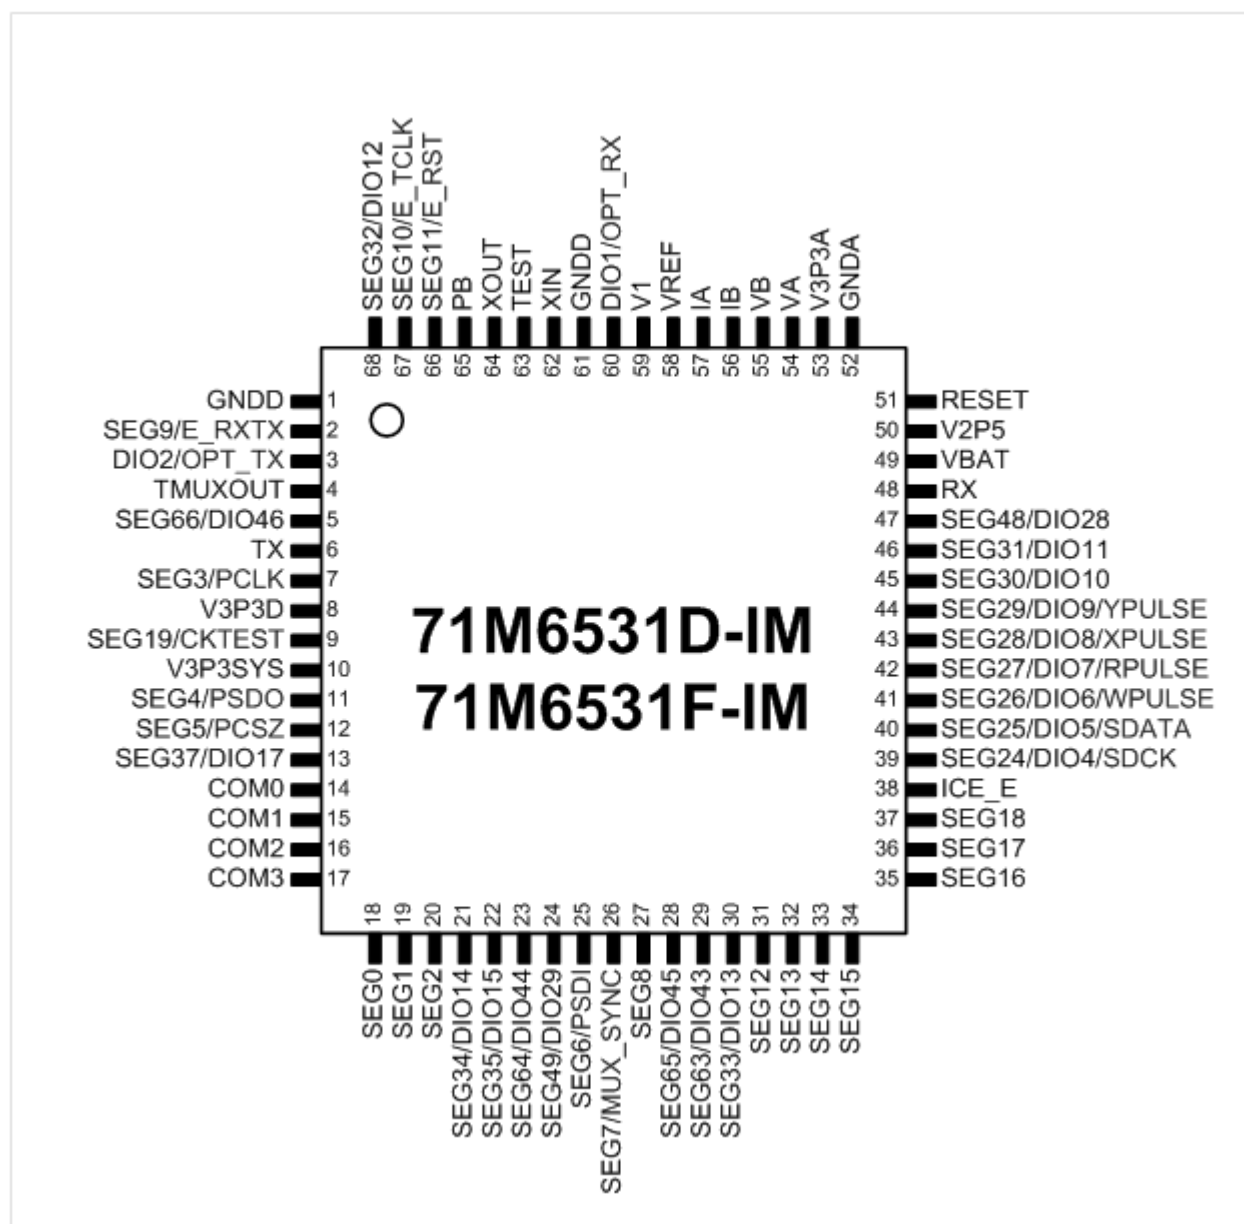 SEG32/DIO12
SEG10/E_TCLK
SEG11/E_RST
PB
XOUT
TEST
XIN
GNDD
DIO1/OPT_RX
V1
VREF
IA
IB
VB
VA
V3P3A
GNDA
68
67
66
65
64
63
62
61
60
59
58
57
56
55
54
53
52
GNDD 1
SEG9/E_RXTX 2
DIO2/OPT_TX 3
TMUXOUT 4
SEG66/DIO46 5
TX 6
SEG3/PCLK 7
V3P3D 8
SEG19/CKTEST 9
V3P3SYS 10
SEG4/PSDO 11
SEG5/PCSZ 12
SEG37/DIO17 13
COM0 14
COM1 15
COM2 16
COM3 17
71M6531D-IM
71M6531F-IM
51 RESET
50 V2P5
49 VBAT
48 RX
47 SEG48/DIO28
46 SEG31/DIO11
45 SEG30/DIO10
44 SEG29/DIO9/YPULSE
43 SEG28/DIO8/XPULSE
42 SEG27/DIO7/RPULSE
41 SEG26/DIO6/WPULSE
40 SEG25/DIO5/SDATA
39 SEG24/DIO4/SDCK
38 ICE_E
37 SEG18
36 SEG17
35 SEG16
18
19
20
21
22
23
24
25
26
27
28
29
30
31
32
33
34
SEG0
SEG1
SEG2
SEG34/DIO14
SEG35/DIO15
SEG64/DIO44
SEG49/DIO29
SEG6/PSDI
SEG7/MUX_SYNC
SEG8
SEG65/DIO45
SEG63/DIO43
SEG33/DIO13
SEG12
SEG13
SEG14
SEG15